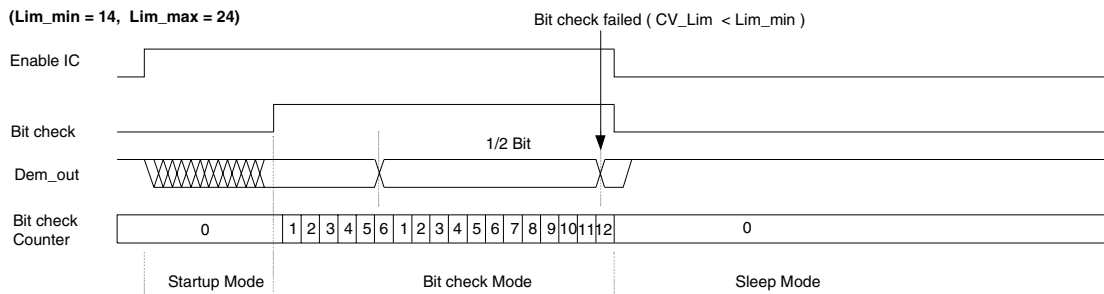 (Lim_min = 14, Lim_max = 24)
Bit check failed ( CV_Lim < Lim_min )
Enable IC
Bit check
1/2 Bit
Dem_out
Bit check
Counter
0 1 2 3 4 5 6 1 2 3 4 5 6 7 8 9 10 11 12 0
Startup Mode Bit check Mode Sleep Mode